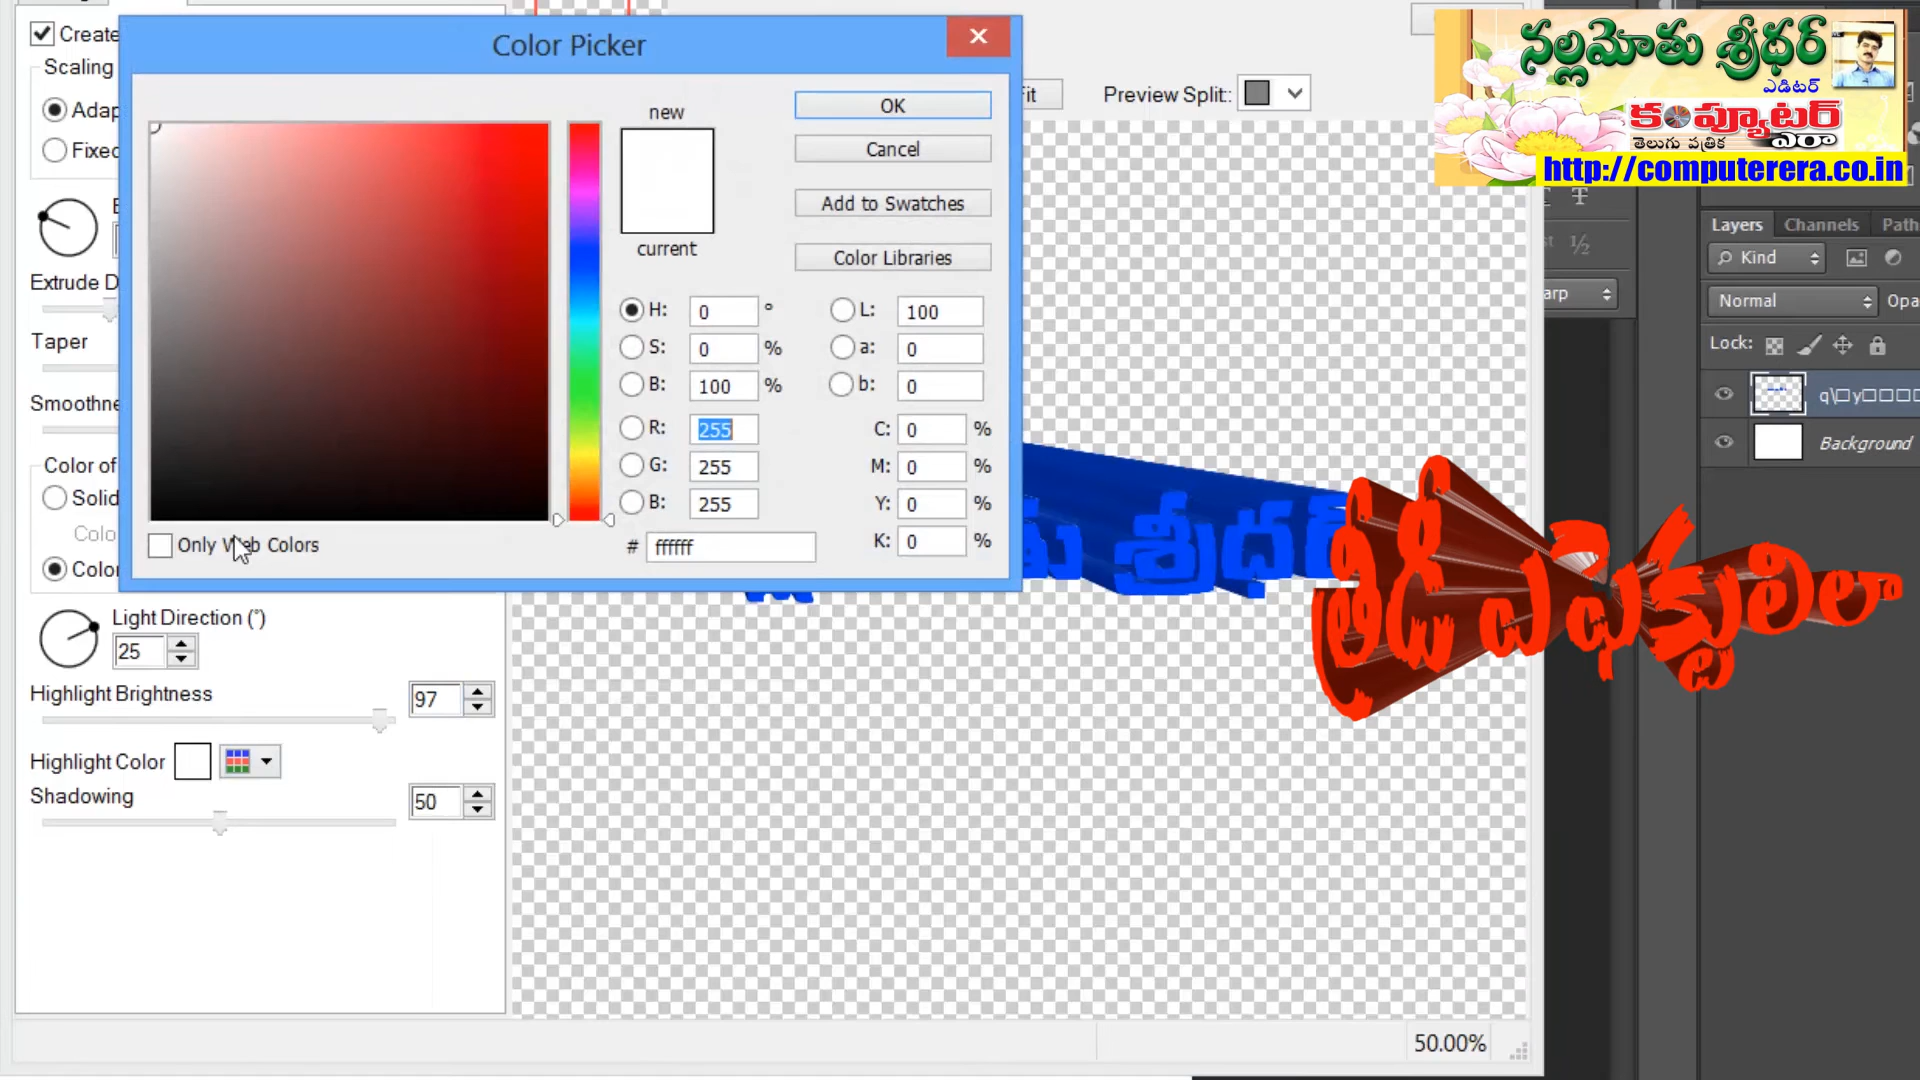 Create
Color Picker
Scaling
new
OK
Fit
Preview Split::
నల్లమోతు శ్రీధర్
ఎడిటర్
కంప్యూటర్
తెలుగు పత్రిక
ఎరా
http://computerera.co.in
Adap
Cancel
Fixed
Add to Swatches
current
Color Libraries
Layers Channels Path
Kind
Extrude D
H: 0 ° L: 100
arp
Normal Opa
Taper
S: 0 % a: 0
Lock:
B: 100 % b: 0
Smoothne
R: 255 C: 0 %
Background
Color of
G: 255 M: 0 %
Solid
B: 255 Y: 0 %
Colo
Only Web Colors
# ffffff
K: 0 %
Color
తు శ్రీధర్
త్రీడీ ఎఫెక్టులిలా
Light Direction (°)
25
Highlight Brightness
97
Highlight Color
Shadowing
50
50.00%